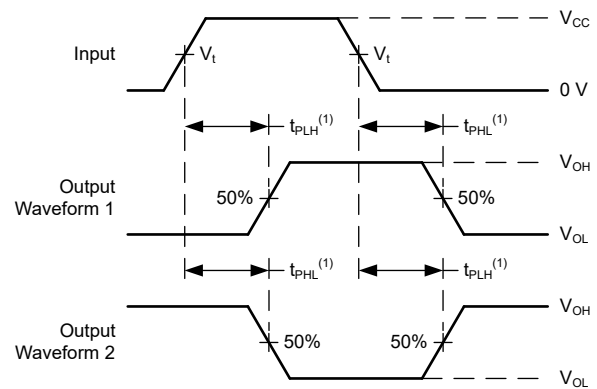 V_CC
Input
V_t
V_t
0 V
t_PLH^(1)
t_PHL^(1)
V_OH
Output
Waveform 1
50%
50%
V_OL
t_PHL^(1)
t_PLH^(1)
V_OH
Output
Waveform 2
50%
50%
V_OL